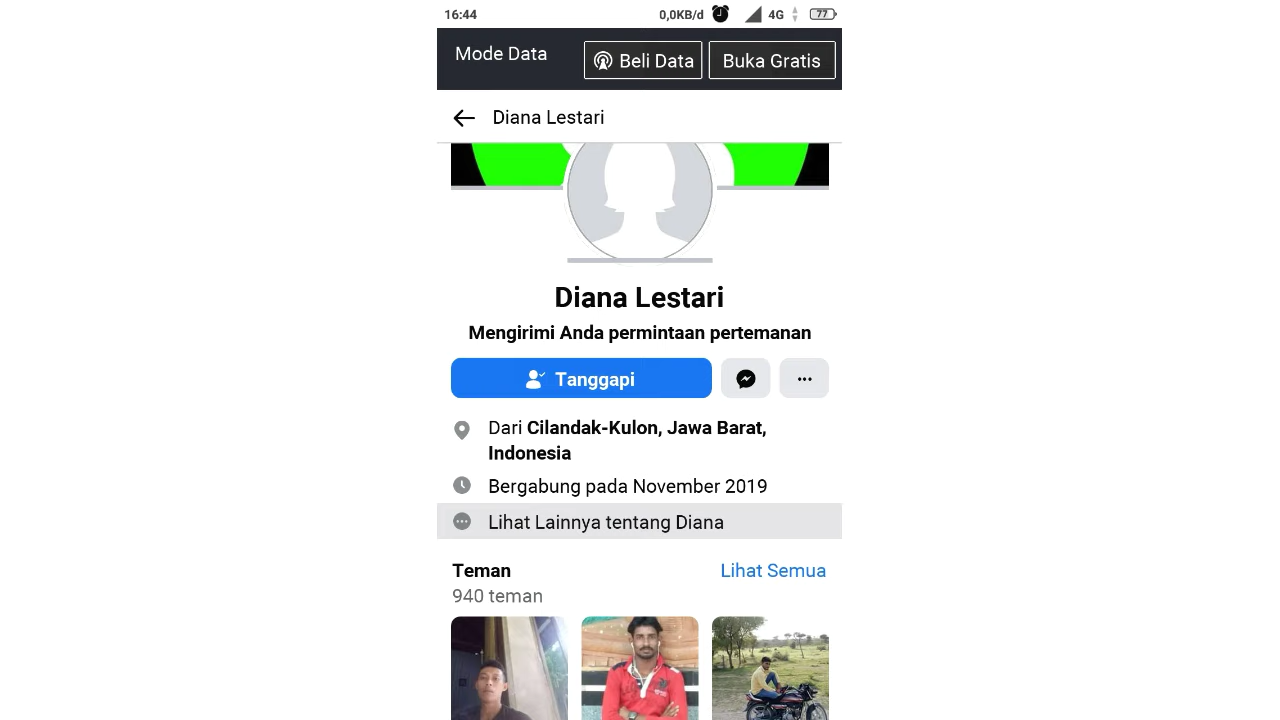 16:44
0,0KB/d
4G
77
Mode Data
Beli Data
Buka Gratis
Diana Lestari
Diana Lestari
Mengirimi Anda permintaan pertemanan
Tanggapi
Dari Cilandak-Kulon, Jawa Barat,
Indonesia
Bergabung pada November 2019
Lihat Lainnya tentang Diana
Teman
Lihat Semua
940 teman